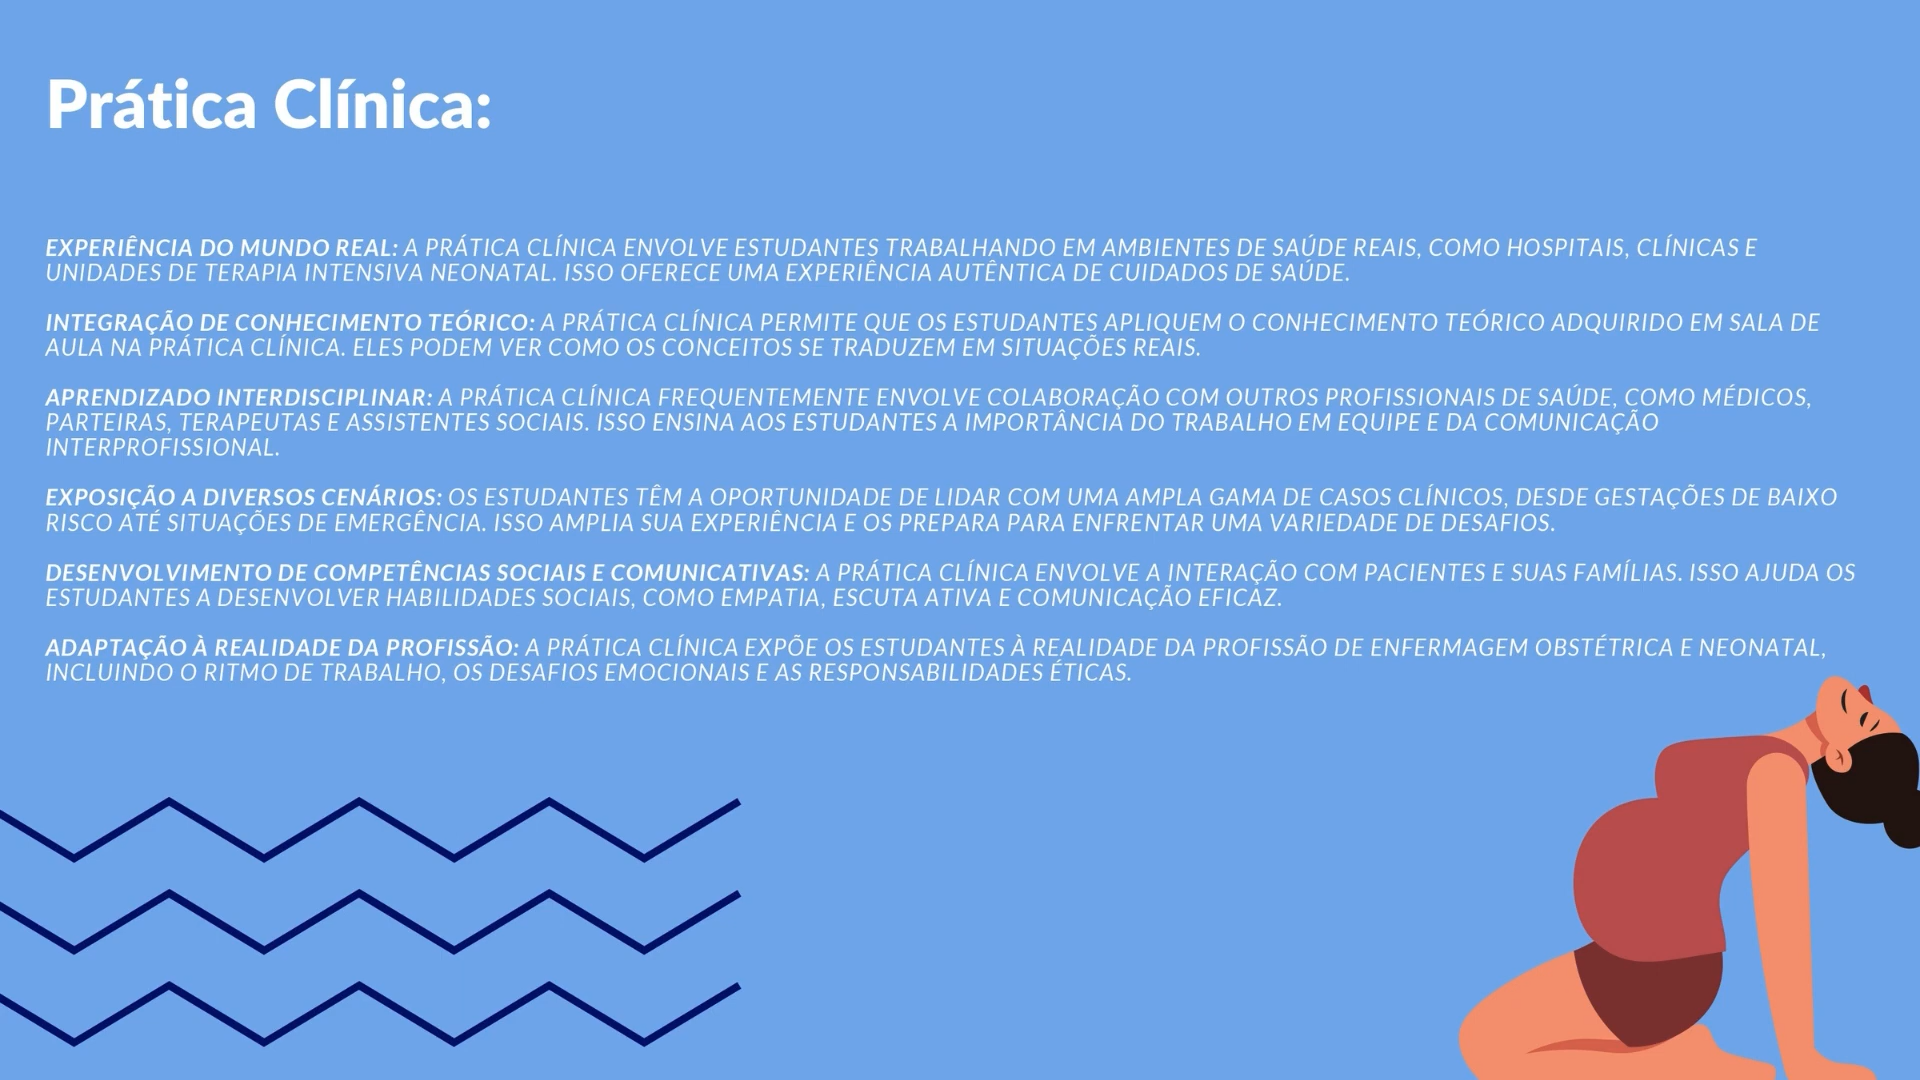 Prática Clínica:
EXPERIÊNCIA DO MUNDO REAL: A PRÁTICA CLÍNICA ENVOLVE ESTUDANTES TRABALHANDO EM AMBIENTES DE SAÚDE REAIS, COMO HOSPITAIS, CLÍNICAS E
UNIDADES DE TERAPIA INTENSIVA NEONATAL. ISSO OFERECE UMA EXPERIÊNCIA AUTÊNTICA DE CUIDADOS DE SAÚDE.
INTEGRAÇÃO DE CONHECIMENTO TEÓRICO: A PRÁTICA CLÍNICA PERMITE QUE OS ESTUDANTES APLIQUEM O CONHECIMENTO TEÓRICO ADQUIRIDO EM SALA DE
AULA NA PRÁTICA CLÍNICA. ELES PODEM VER COMO OS CONCEITOS SE TRADUZEM EM SITUAÇÕES REAIS.
APRENDIZADO INTERDISCIPLINAR: A PRÁTICA CLÍNICA FREQUENTEMENTE ENVOLVE COLABORAÇÃO COM OUTROS PROFISSIONAIS DE SAÚDE, COMO MÉDICOS,
PARTEIRAS, TERAPEUTAS E ASSISTENTES SOCIAIS. ISSO ENSINA AOS ESTUDANTES A IMPORTÂNCIA DO TRABALHO EM EQUIPE E DA COMUNICAÇÃO
INTERPROFISSIONAL.
EXPOSIÇÃO A DIVERSOS CENÁRIOS: OS ESTUDANTES TÊM A OPORTUNIDADE DE LIDAR COM UMA AMPLA GAMA DE CASOS CLÍNICOS, DESDE GESTAÇÕES DE BAIXO
RISCO ATÉ SITUAÇÕES DE EMERGÊNCIA. ISSO AMPLIA SUA EXPERIÊNCIA E OS PREPARA PARA ENFRENTAR UMA VARIEDADE DE DESAFIOS.
DESENVOLVIMENTO DE COMPETÊNCIAS SOCIAIS E COMUNICATIVAS: A PRÁTICA CLÍNICA ENVOLVE A INTERAÇÃO COM PACIENTES E SUAS FAMÍLIAS. ISSO AJUDA OS
ESTUDANTES A DESENVOLVER HABILIDADES SOCIAIS, COMO EMPATIA, ESCUTA ATIVA E COMUNICAÇÃO EFICAZ.
ADAPTAÇÃO À REALIDADE DA PROFISSÃO: A PRÁTICA CLÍNICA EXPÕE OS ESTUDANTES À REALIDADE DA PROFISSÃO DE ENFERMAGEM OBSTÉTRICA E NEONATAL,
INCLUINDO O RITMO DE TRABALHO, OS DESAFIOS EMOCIONAIS E AS RESPONSABILIDADES ÉTICAS.